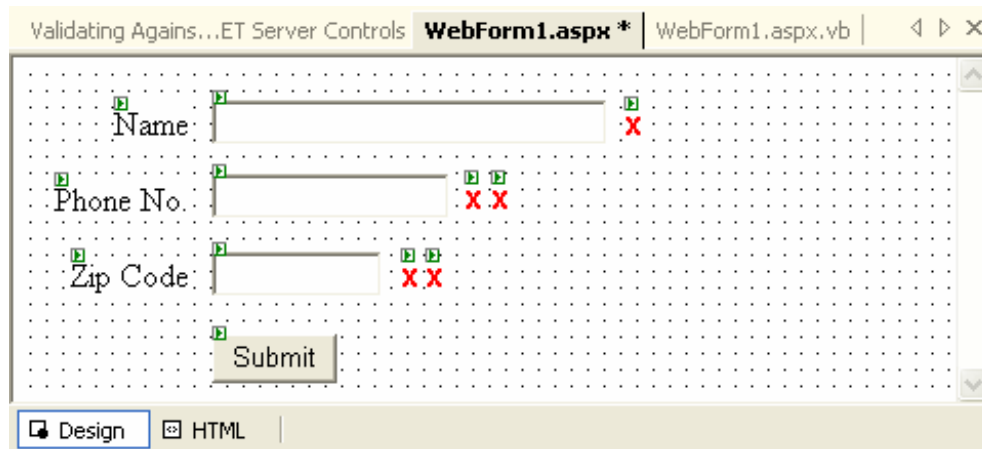 Validating Agains...ET Server Controls WebForm1.aspx * WebForm1.aspx.vb
Name X
Phone No. X X
Zip Code X X
Submit
Design HTML